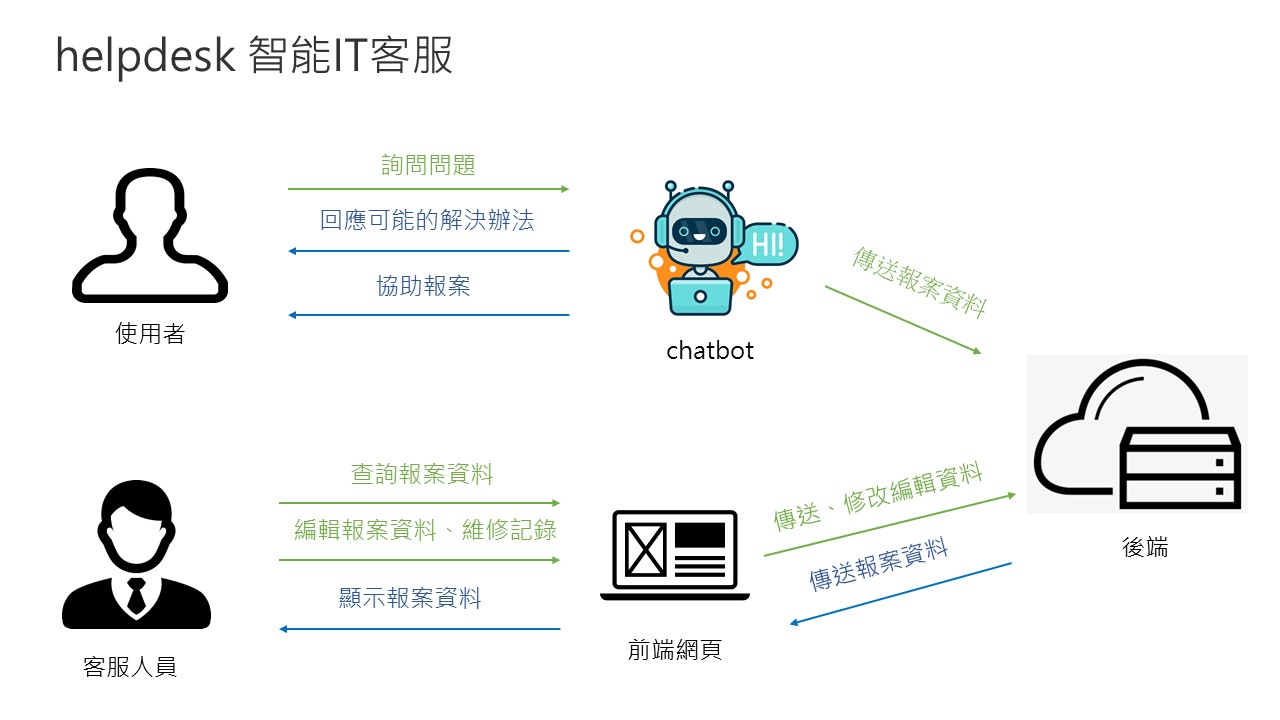 helpdesk 智能IT客服
詢問問題
回應可能的解決辦法
協助報案
使用者
HI!
chatbot
傳送報案資料
查詢報案資料
編輯報案資料、維修記錄
顯示報案資料
客服人員
前端網頁
傳送、修改編輯資料
傳送報案資料
後端